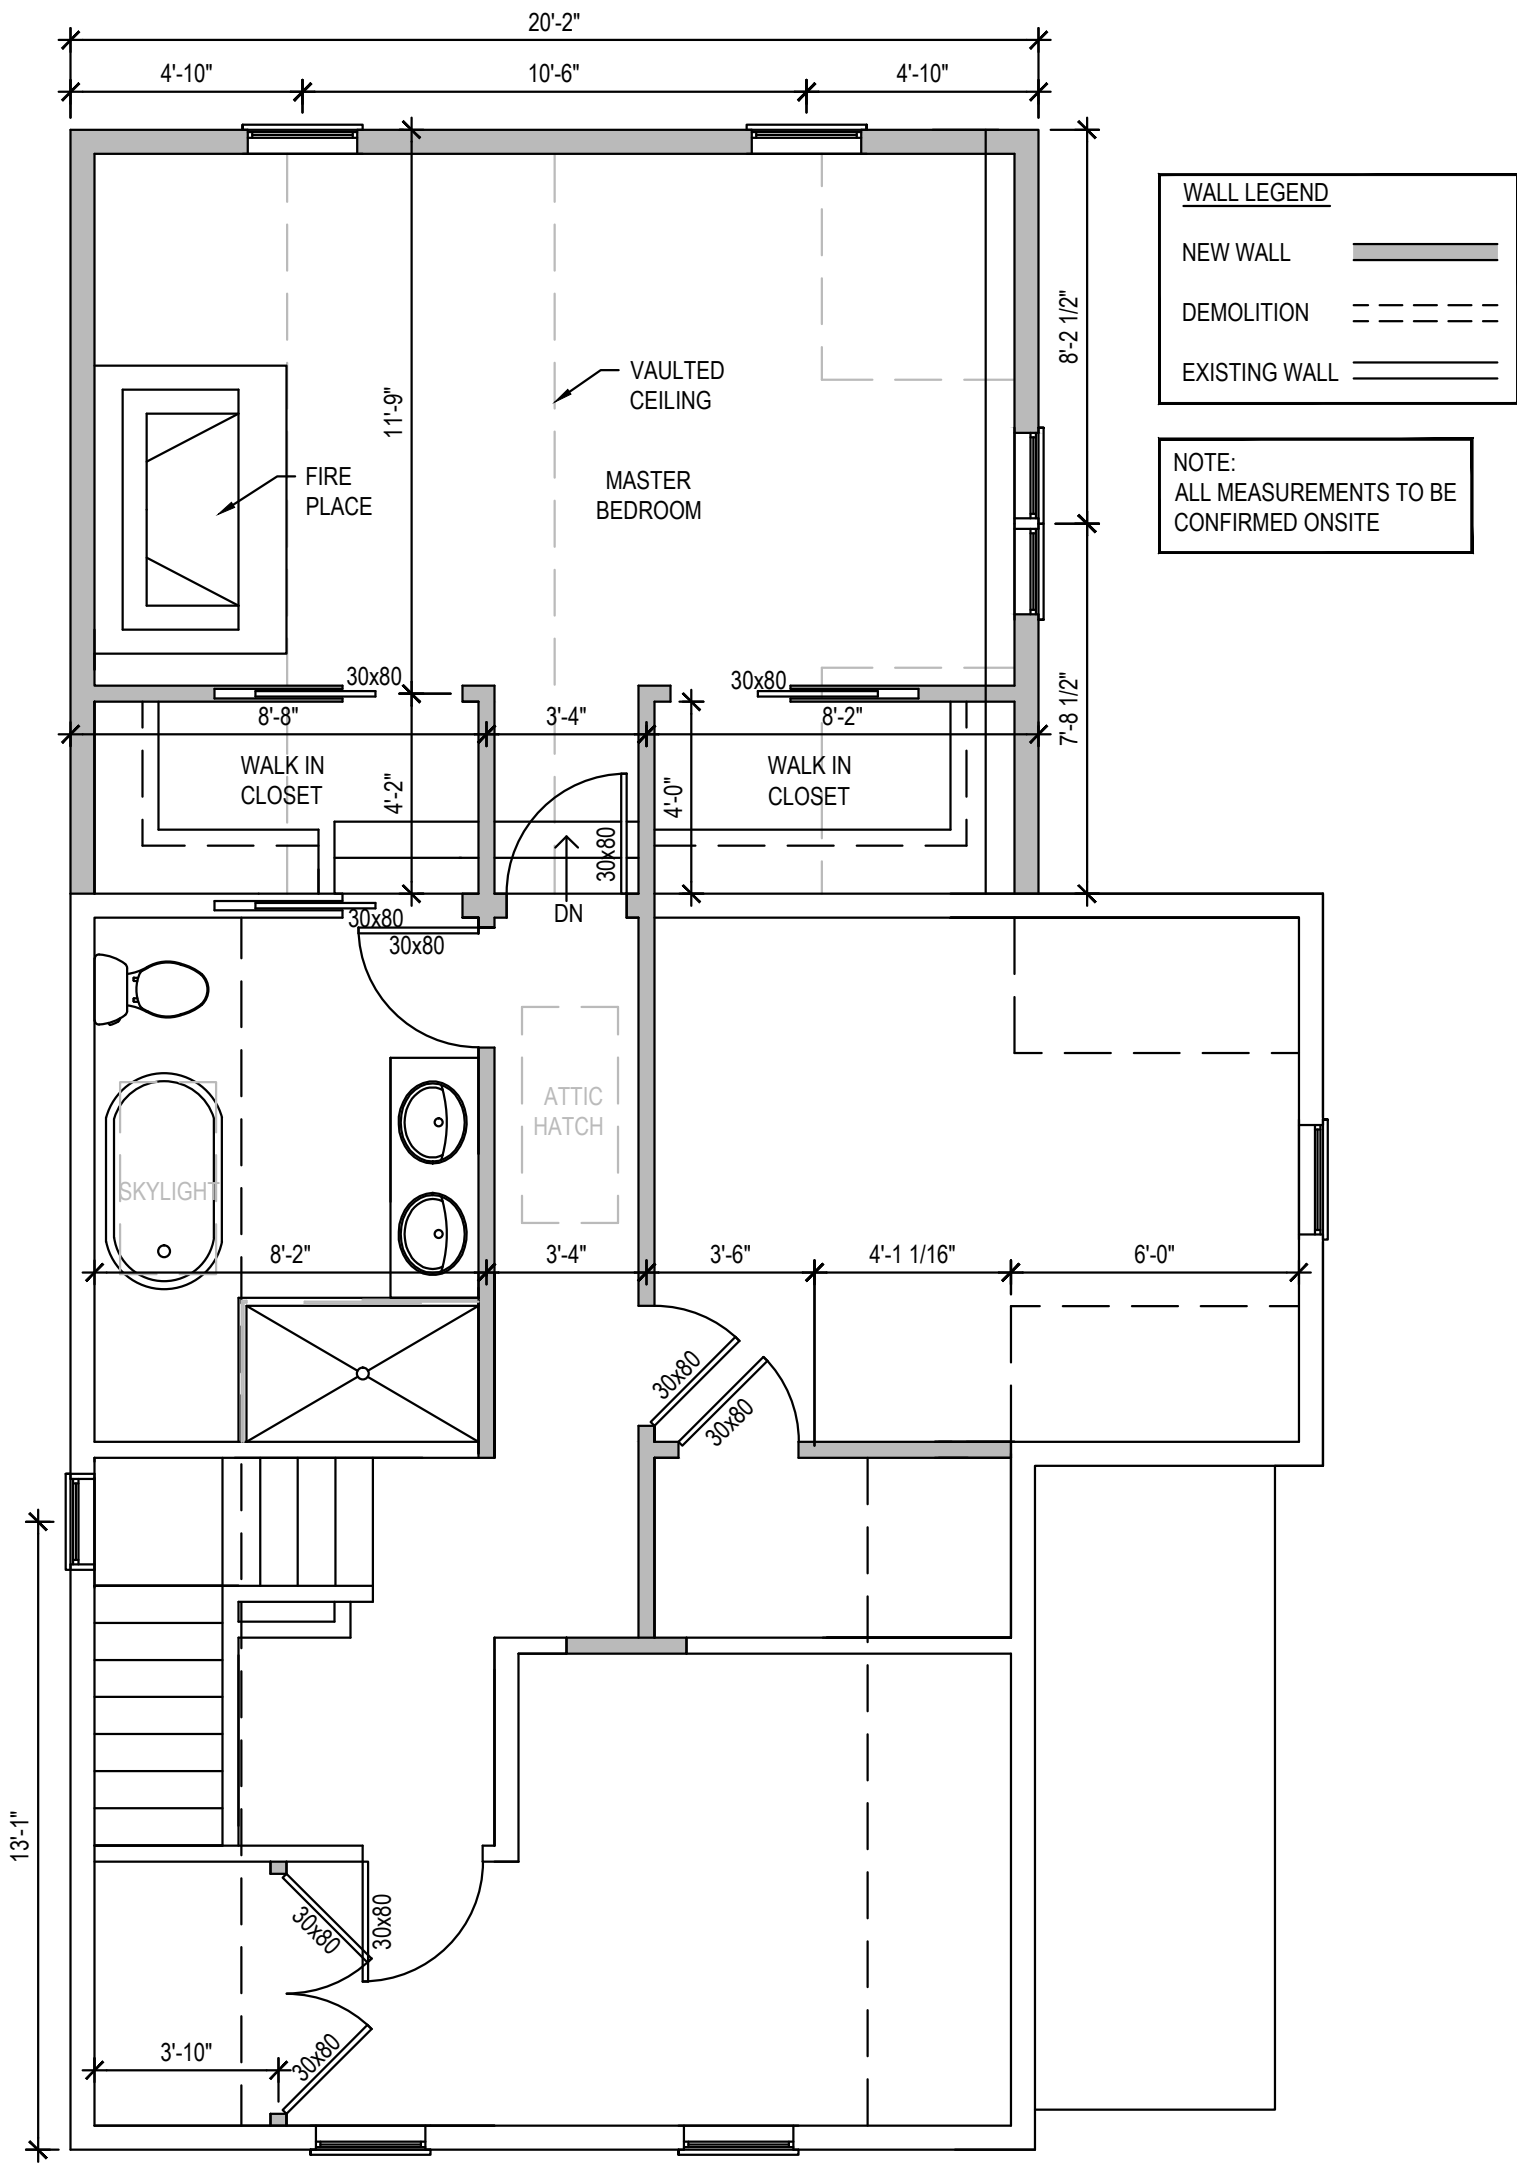 20'-2"
4'-10"
10'-6"
4'-10"
WALL LEGEND
NEW WALL
DEMOLITION
EXISTING WALL
8'-2 1/2"
VAULTED
CEILING
11'-9"
NOTE:
ALL MEASUREMENTS TO BE
CONFIRMED ONSITE
FIRE
PLACE
MASTER
BEDROOM
30x80
30x80
8'-8"
3'-4"
8'-2"
7'-8 1/2"
WALK IN
CLOSET
4'-2"
4'-0"
WALK IN
CLOSET
30x80
DN
30x80
30x80
ATTIC
HATCH
SKYLIGHT
8'-2"
3'-4"
3'-6"
4'-1 1/16"
6'-0"
30x80
30x80
13'-1"
30x80
30x80
3'-10"
30x80